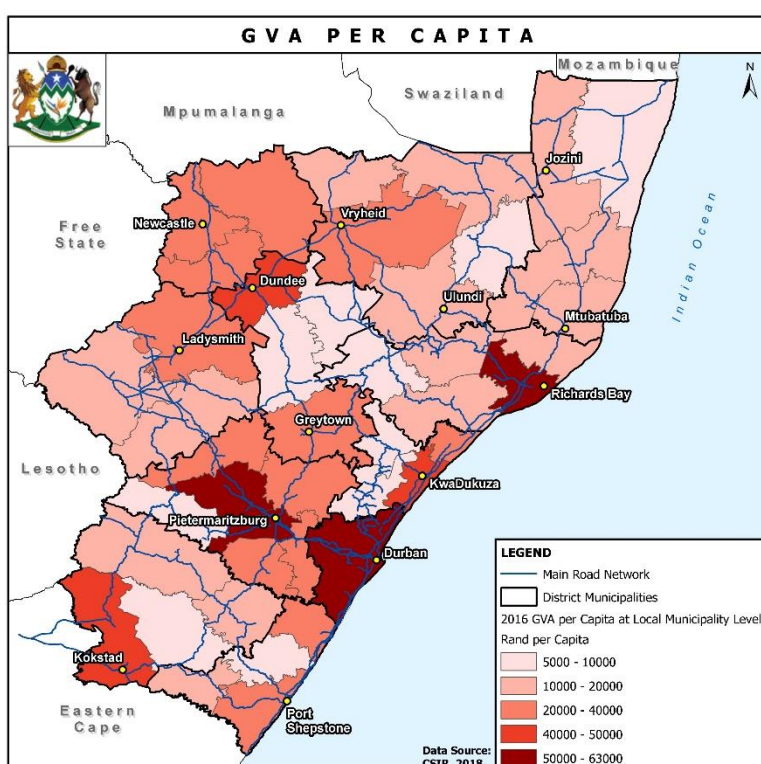 GVA PER CAPITA
Mozambique
N
Swaziland
Mpumalanga
Jozini
Free
State
Newcastle
Vryheid
Indian Ocean
Dundee
Ulundi
Mtubatuba
Ladysmith
Richards Bay
Greytown
Lesotho
KwaDukuza
Pietermaritzburg
Durban
Kokstad
Eastern
Cape
Port
Shepstone
LEGEND
Main Road Network
District Municipalities
2016 GVA per Capita at Local Municipality Level
Rand per Capita
5000 - 10000
10000 - 20000
20000 - 40000
40000 - 50000
50000 - 63000
Data Source:
CSIR, 2018